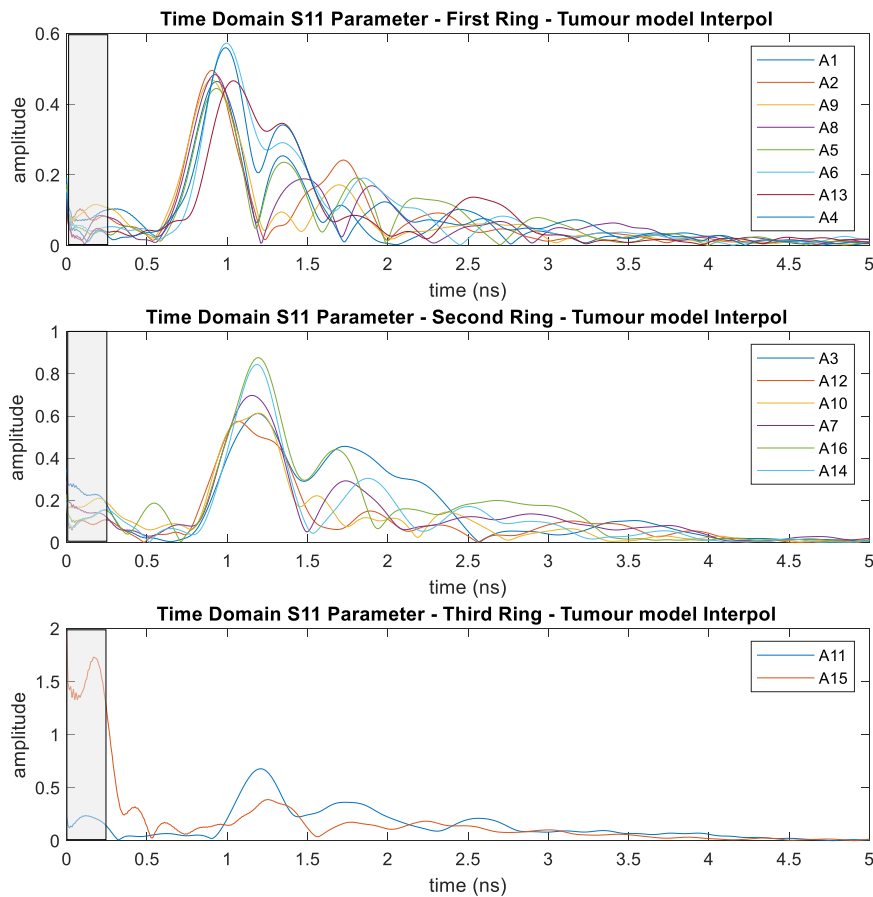 Time Domain S11 Parameter - First Ring - Tumour model Interpol
0.6
0.4
0.2
0
amplitude
A1
A2
A9
A8
A5
A6
A13
A4
0 0.5 1 1.5 2 2.5 3 3.5 4 4.5 5
time (ns)
Time Domain S11 Parameter - Second Ring - Tumour model Interpol
1
0.8
0.6
0.4
0.2
0
amplitude
A3
A12
A10
A7
A16
A14
0 0.5 1 1.5 2 2.5 3 3.5 4 4.5 5
time (ns)
Time Domain S11 Parameter - Third Ring - Tumour model Interpol
2
1.5
1
0.5
0
amplitude
A11
A15
0 0.5 1 1.5 2 2.5 3 3.5 4 4.5 5
time (ns)